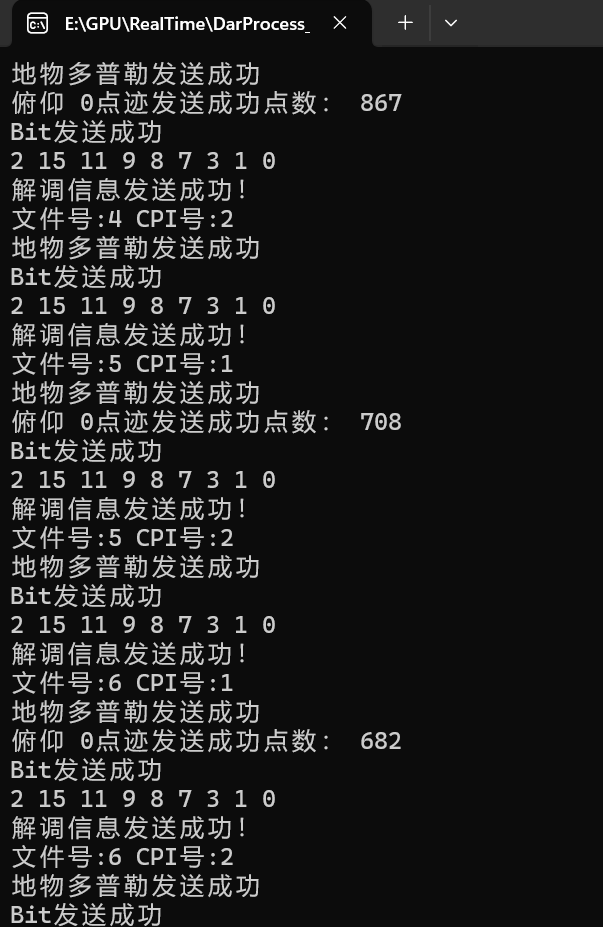 E:\GPU\RealTime\DarProcess_
地物多普勒发送成功
俯仰 0点迹发送成功点数： 867
Bit发送成功
2 15 11 9 8 7 3 1 0
解调信息发送成功！
文件号:4 CPI号:2
地物多普勒发送成功
Bit发送成功
2 15 11 9 8 7 3 1 0
解调信息发送成功！
文件号:5 CPI号:1
地物多普勒发送成功
俯仰 0点迹发送成功点数： 708
Bit发送成功
2 15 11 9 8 7 3 1 0
解调信息发送成功！
文件号:5 CPI号:2
地物多普勒发送成功
Bit发送成功
2 15 11 9 8 7 3 1 0
解调信息发送成功！
文件号:6 CPI号:1
地物多普勒发送成功
俯仰 0点迹发送成功点数： 682
Bit发送成功
2 15 11 9 8 7 3 1 0
解调信息发送成功！
文件号:6 CPI号:2
地物多普勒发送成功
Bit发送成功